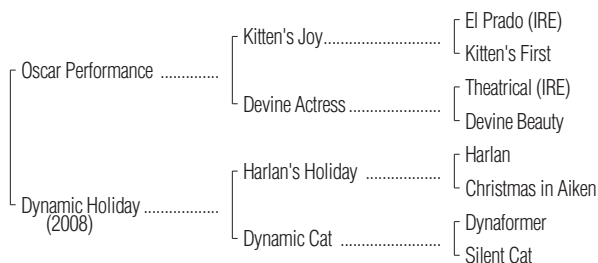 El Prado (IRE)
Kitten's Joy..............................
Kitten's First
Oscar Performance ...............
Theatrical (IRE)
Devine Actress .......................
Devine Beauty
Harlan
Harlan's Holiday ...................
Christmas in Aiken
Dynamic Holiday ...................
(2008)
Dynaformer
Dynamic Cat .........................
Silent Cat